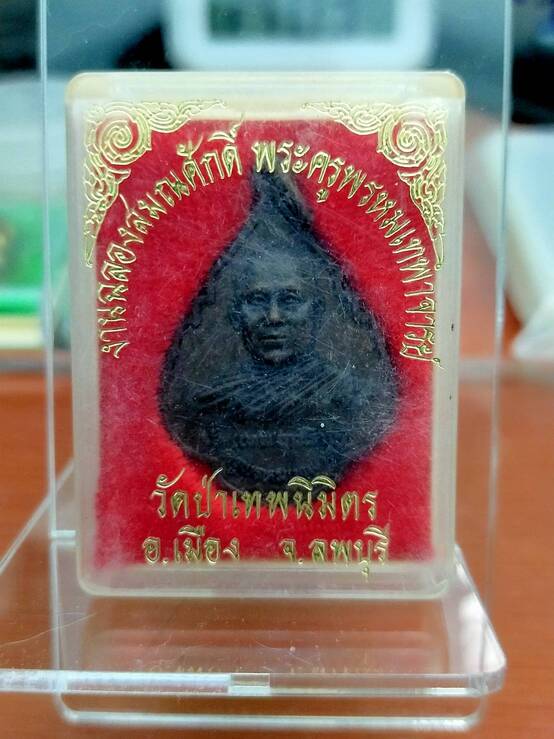 งานฉลองสมณศักดิ์ พระครูพรหมเทพาจารย์
วัดป่าเทพนิมิตร
อ.เมือง จ.ลพบุรี